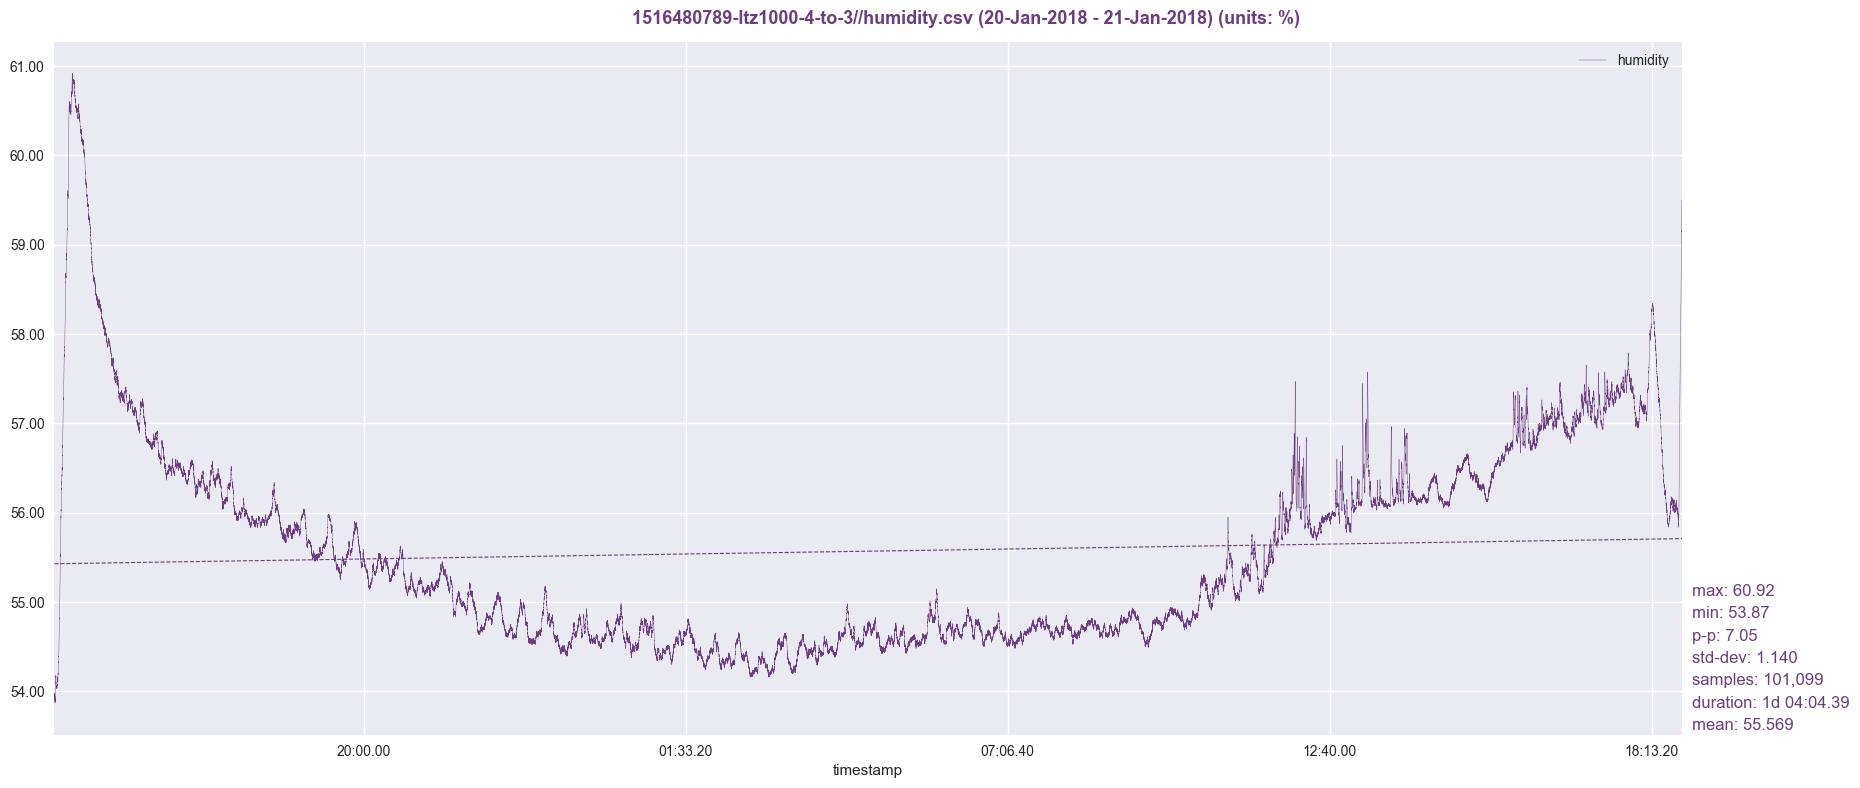 1516480789-ltz1000-4-to-3//humidity.csv (20-Jan-2018 - 21-Jan-2018) (units: %)
humidity
61.00
60.00
59.00
58.00
57.00
56.00
55.00
54.00
max: 60.92
min: 53.87
p-p: 7.05
std-dev: 1.140
samples: 101,099
duration: 1d 04:04.39
mean: 55.569
20:00.00 01:33.20 07:06.40 12:40.00 18:13.20
timestamp